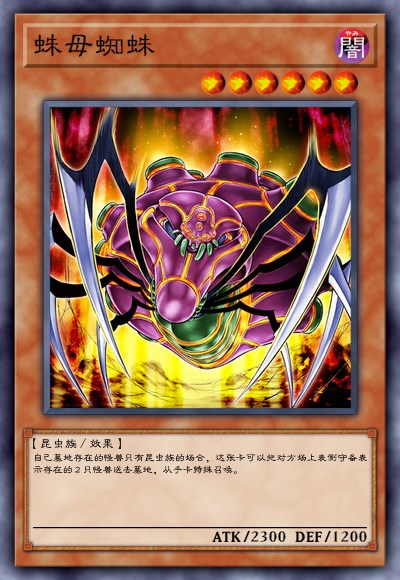 蛛母蜘蛛
やみ
闇
【昆虫族／效果】
自己墓地存在的怪兽只有昆虫族的场合，这张卡可以把对方场上表侧守备表
示存在的２只怪兽送去墓地，从手卡特殊召唤。
ATK/2300 DEF/1200